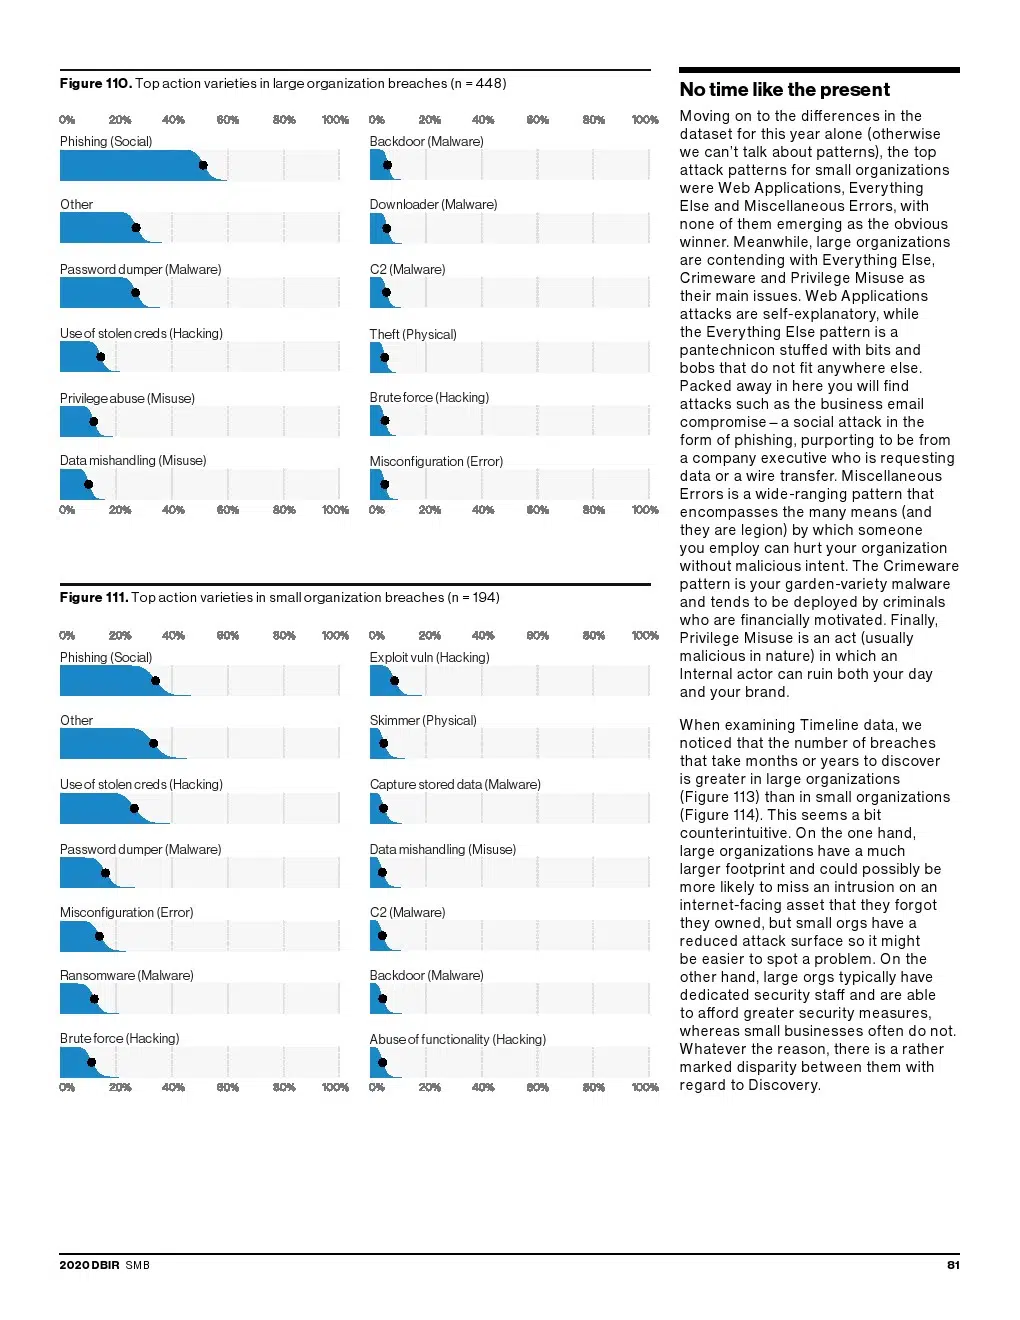 Figure 110. Top action varieties in large organization breaches (n = 448)
0% 20% 40% 60% 80% 100% 0% 20% 40% 60% 80% 100%
Phishing (Social)
Other
Password dumper (Malware)
Use of stolen creds (Hacking)
Privilege abuse (Misuse)
Data mishandling (Misuse)
Backdoor (Malware)
Downloader (Malware)
C2 (Malware)
Theft (Physical)
Brute force (Hacking)
Misconfiguration (Error)
0% 20% 40% 60% 80% 100% 0% 20% 40% 60% 80% 100%
Figure 111. Top action varieties in small organization breaches (n = 194)
0% 20% 40% 60% 80% 100% 0% 20% 40% 60% 80% 100%
Phishing (Social)
Other
Use of stolen creds (Hacking)
Password dumper (Malware)
Misconfiguration (Error)
Ransomware (Malware)
Brute force (Hacking)
Exploit vuln (Hacking)
Skimmer (Physical)
Capture stored data (Malware)
Data mishandling (Misuse)
C2 (Malware)
Backdoor (Malware)
Abuse of functionality (Hacking)
0% 20% 40% 60% 80% 100% 0% 20% 40% 60% 80% 100%
No time like the present
Moving on to the differences in the
dataset for this year alone (otherwise
we can't talk about patterns), the top
attack patterns for small organizations
were Web Applications, Everything
Else and Miscellaneous Errors, with
none of them emerging as the obvious
winner. Meanwhile, large organizations
are contending with Everything Else,
Crimeware and Privilege Misuse as
their main issues. Web Applications
attacks are self-explanatory, while
the Everything Else pattern is a
pantechnicon stuffed with bits and
bobs that do not fit anywhere else.
Packed away in here you will find
attacks such as the business email
compromise – a social attack in the
form of phishing, purporting to be from
a company executive who is requesting
data or a wire transfer. Miscellaneous
Errors is a wide-ranging pattern that
encompasses the many means (and
they are legion) by which someone
you employ can hurt your organization
without malicious intent. The Crimeware
pattern is your garden-variety malware
and tends to be deployed by criminals
who are financially motivated. Finally,
Privilege Misuse is an act (usually
malicious in nature) in which an
Internal actor can ruin both your day
and your brand.
When examining Timeline data, we
noticed that the number of breaches
that take months or years to discover
is greater in large organizations
(Figure 113) than in small organizations
(Figure 114). This seems a bit
counterintuitive. On the one hand,
large organizations have a much
larger footprint and could possibly be
more likely to miss an intrusion on an
internet-facing asset that they forgot
they owned, but small orgs have a
reduced attack surface so it might
be easier to spot a problem. On the
other hand, large orgs typically have
dedicated security staff and are able
to afford greater security measures,
whereas small businesses often do not.
Whatever the reason, there is a rather
marked disparity between them with
regard to Discovery.
2020 DBIR SMB
81